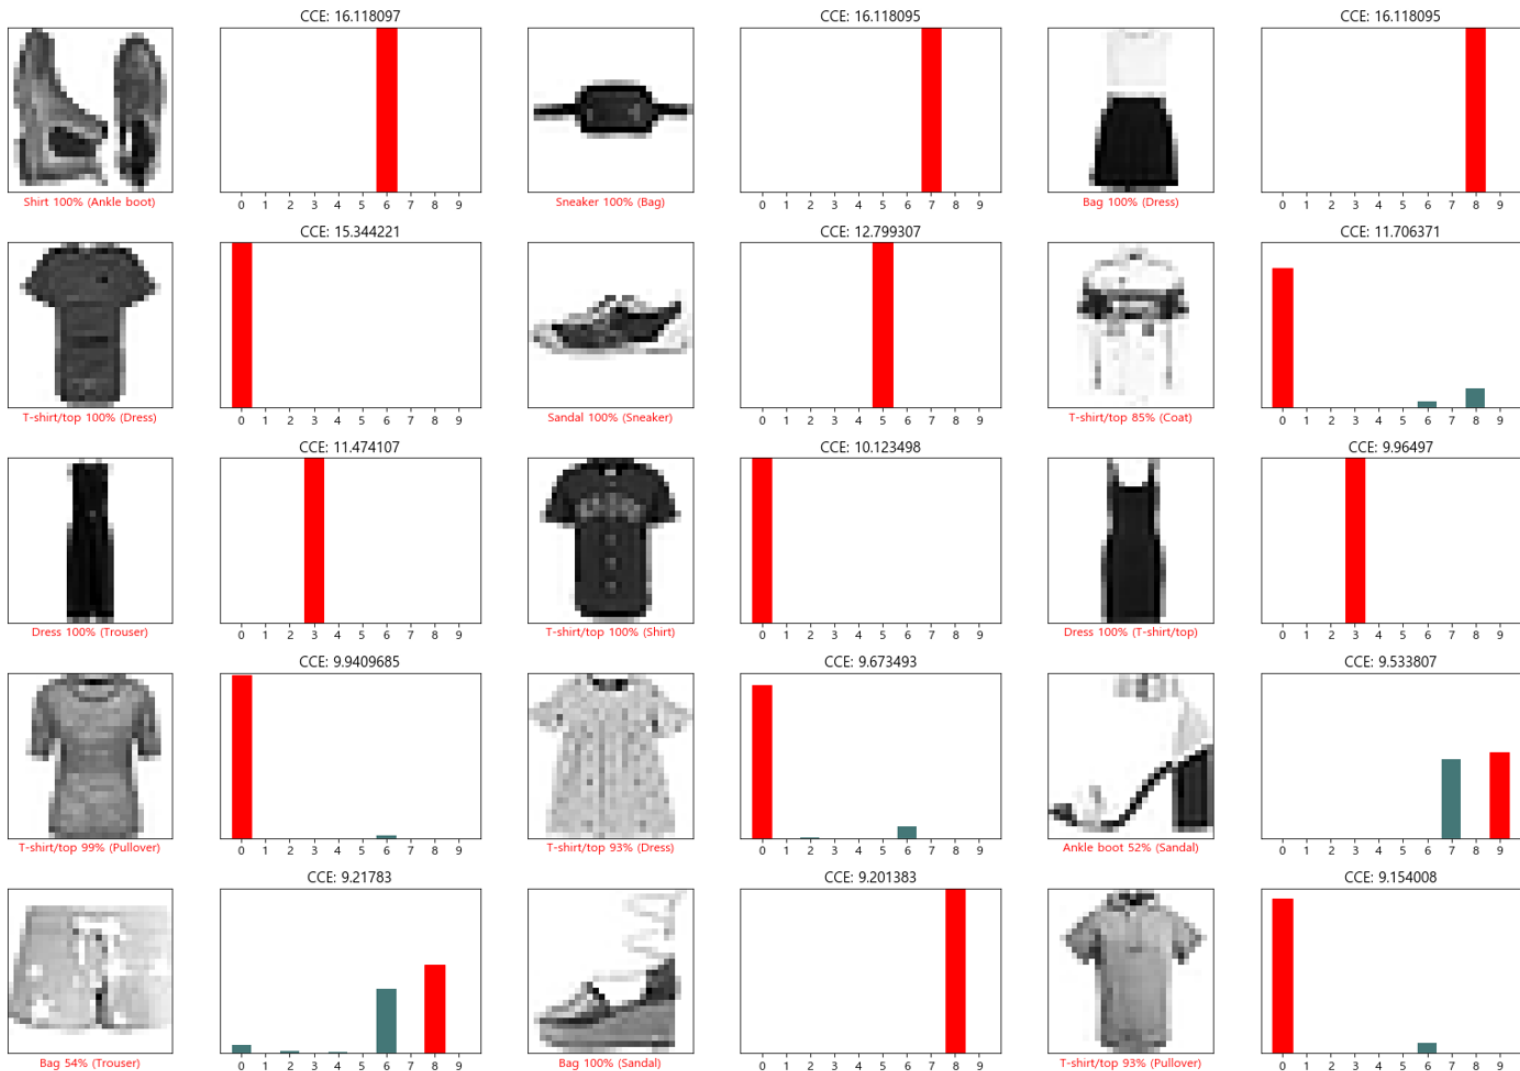 CCE: 16.118097
CCE: 16.118095
CCE: 16.118095
0 1 2 3 4 5 6 7 8 9
0 1 2 3 4 5 6 7 8 9
0 1 2 3 4 5 6 7 8 9
Shirt 100% (Ankle boot)
Sneaker 100% (Bag)
Bag 100% (Dress)
CCE: 15.344221
CCE: 12.799307
CCE: 11.706371
0 1 2 3 4 5 6 7 8 9
0 1 2 3 4 5 6 7 8 9
0 1 2 3 4 5 6 7 8 9
T-shirt/top 100% (Dress)
Sandal 100% (Sneaker)
T-shirt/top 85% (Coat)
CCE: 11.474107
CCE: 10.123498
CCE: 9.96497
0 1 2 3 4 5 6 7 8 9
0 1 2 3 4 5 6 7 8 9
0 1 2 3 4 5 6 7 8 9
Dress 100% (Trouser)
T-shirt/top 100% (Shirt)
Dress 100% (T-shirt/top)
CCE: 9.9409685
CCE: 9.673493
CCE: 9.533807
0 1 2 3 4 5 6 7 8 9
0 1 2 3 4 5 6 7 8 9
0 1 2 3 4 5 6 7 8 9
T-shirt/top 99% (Pullover)
T-shirt/top 93% (Dress)
Ankle boot 52% (Sandal)
CCE: 9.21783
CCE: 9.201383
CCE: 9.154008
0 1 2 3 4 5 6 7 8 9
0 1 2 3 4 5 6 7 8 9
0 1 2 3 4 5 6 7 8 9
Bag 54% (Trouser)
Bag 100% (Sandal)
T-shirt/top 93% (Pullover)